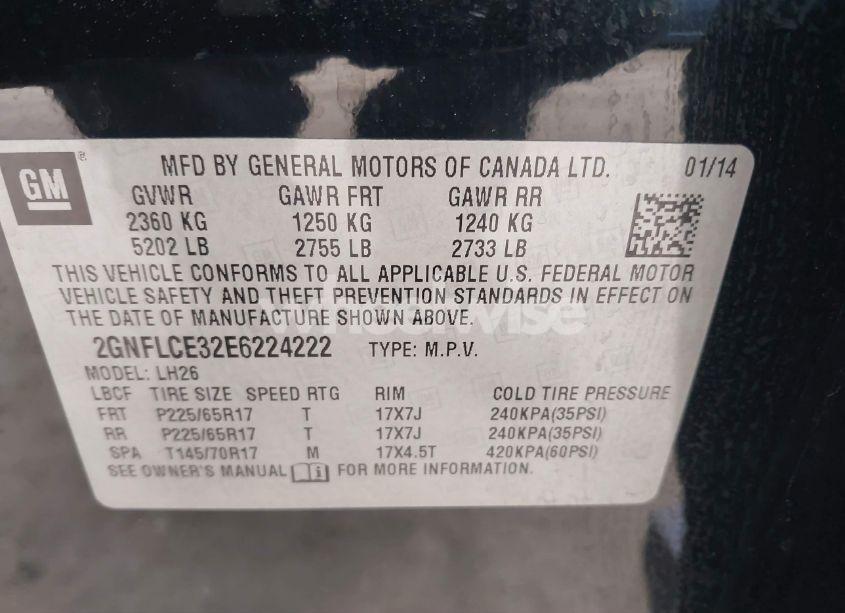 GM ®
MFD BY GENERAL MOTORS OF CANADA LTD. 01/14
GVWR GAWR FRT GAWR RR
2360 KG 1250 KG 1240 KG
5202 LB 2755 LB 2733 LB
THIS VEHICLE CONFORMS TO ALL APPLICABLE U.S. FEDERAL MOTOR
VEHICLE SAFETY AND THEFT PREVENTION STANDARDS IN EFFECT ON
THE DATE OF MANUFACTURE SHOWN ABOVE.
2GNFLCE32E6224222 TYPE: M.P.V.
MODEL: LH26
LBCF TIRE SIZE SPEED RTG RIM COLD TIRE PRESSURE
FRT P225/65R17 T 17X7J 240KPA(35PSI)
RR P225/65R17 T 17X7J 240KPA(35PSI)
SPA T145/70R17 M 17X4.5T 420KPA(60PSI)
SEE OWNER'S MANUAL FOR MORE INFORMATION.